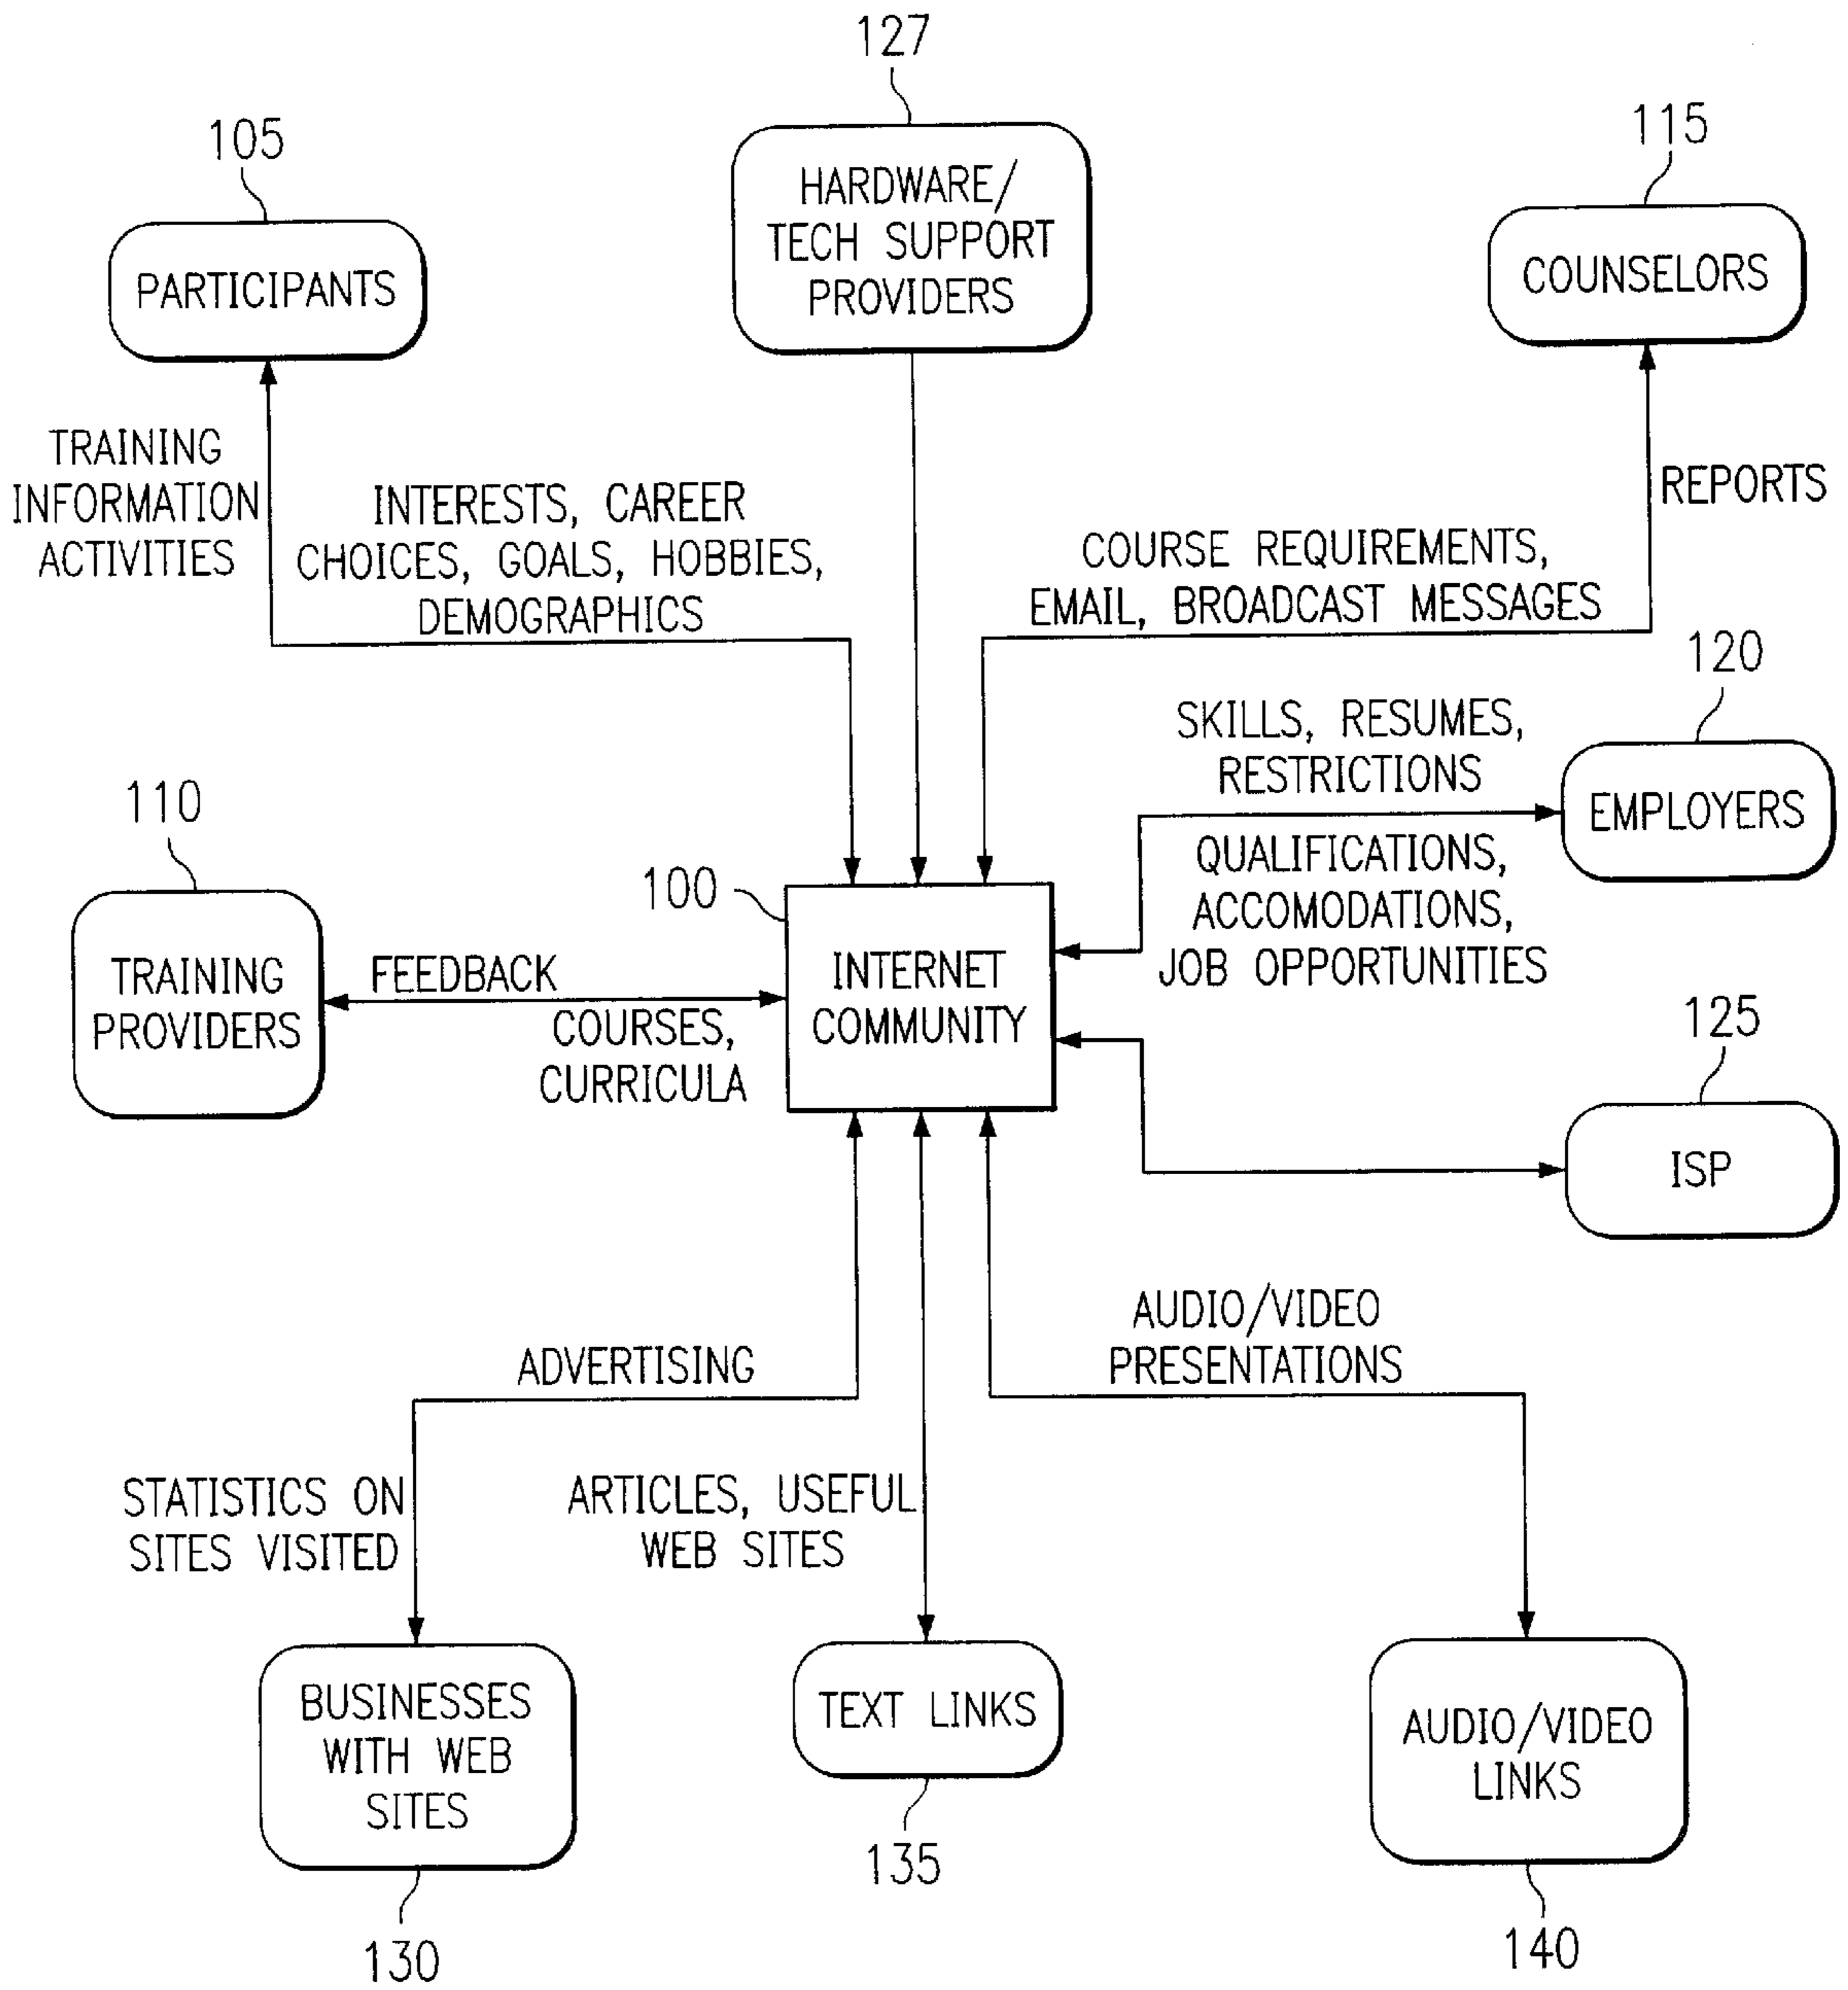 127
105
115
HARDWARE/
TECH SUPPORT
PROVIDERS
PARTICIPANTS
COUNSELORS
TRAINING
INFORMATION
ACTIVITIES
INTERESTS, CAREER
CHOICES, GOALS, HOBBIES,
DEMOGRAPHICS
REPORTS
COURSE REQUIREMENTS,
EMAIL, BROADCAST MESSAGES
120
SKILLS, RESUMES,
RESTRICTIONS
EMPLOYERS
QUALIFICATIONS,
ACCOMODATIONS,
JOB OPPORTUNITIES
110
100
TRAINING
PROVIDERS
FEEDBACK
COURSES,
CURRICULA
INTERNET
COMMUNITY
125
ISP
ADVERTISING
AUDIO/VIDEO
PRESENTATIONS
STATISTICS ON
SITES VISITED
ARTICLES, USEFUL
WEB SITES
BUSINESSES
WITH WEB
SITES
TEXT LINKS
AUDIO/VIDEO
LINKS
130
135
140